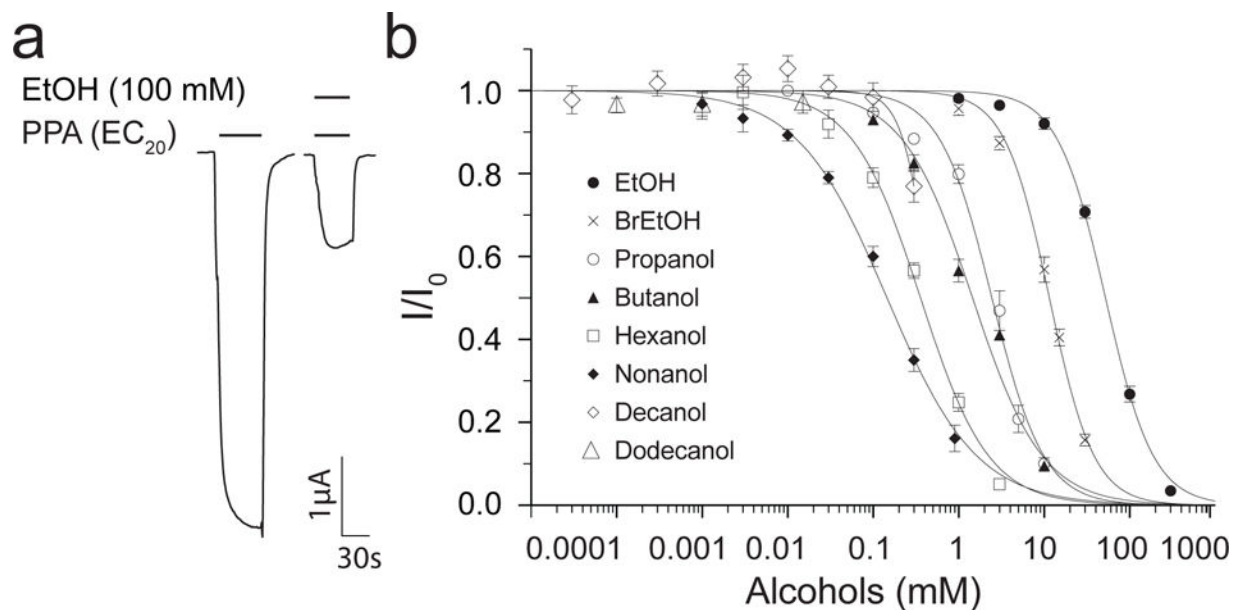 a
EtOH (100 mM)
PPA (EC20)
1µA
30s
b
I/I0
1.0
0.8
0.6
0.4
0.2
0.0
EtOH
BrEtOH
Propanol
Butanol
Hexanol
Nonanol
Decanol
Dodecanol
0.0001 0.001 0.01 0.1 1 10 100 1000
Alcohols (mM)